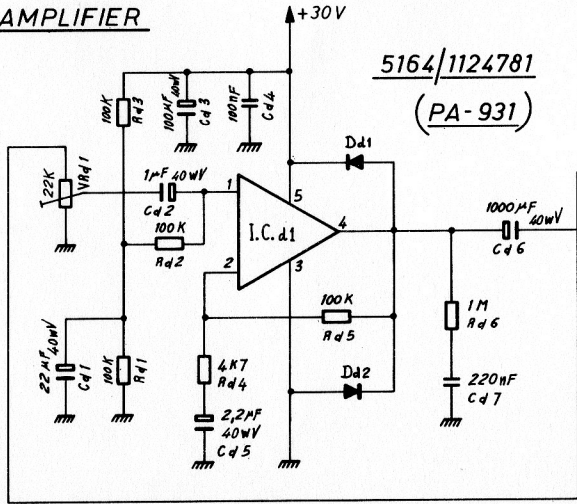 AMPLIFIER
+30V
5164/1124781
(PA-931)
100K
Rd3
100µF
40wV
Cd3
100nF
Cd4
Dd1
22K
VRd1
1µF 40wV
Cd2
1
5
4
I.C.d1
1000µF
40wV
Cd6
100K
Rd2
2
3
100K
Rd5
1M
Rd6
22µF
40wV
Cd1
100K
Rd1
4K7
Rd4
Dd2
2,2µF
40wV
Cd5
220nF
Cd7